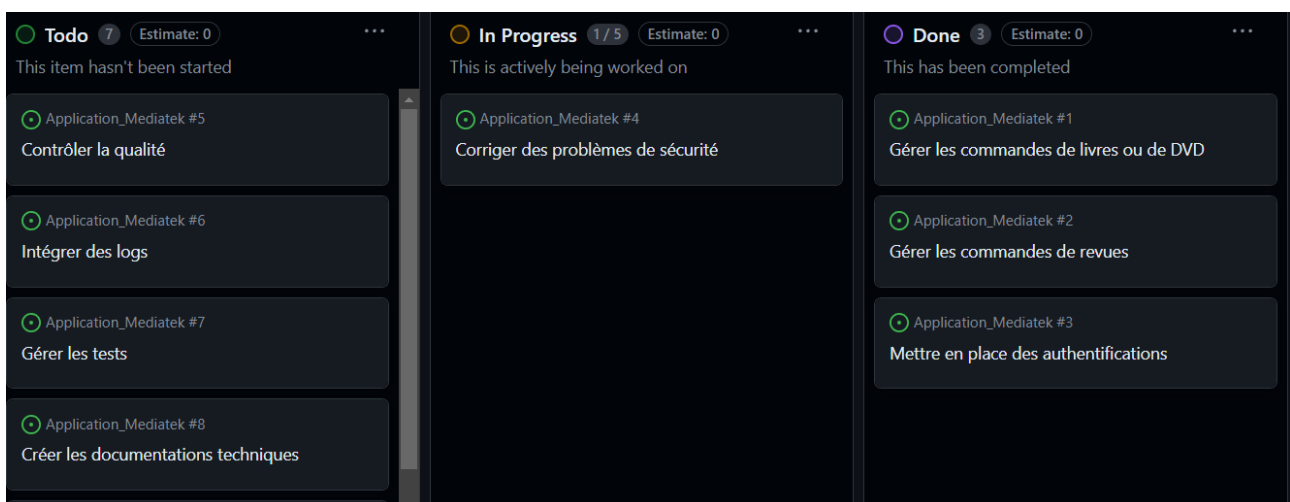 Todo 7 Estimate: 0 ...
This item hasn't been started
Application_Mediatek #5
Contrôler la qualité
Application_Mediatek #6
Intégrer des logs
Application_Mediatek #7
Gérer les tests
Application_Mediatek #8
Créer les documentations techniques
In Progress 1 / 5 Estimate: 0 ...
This is actively being worked on
Application_Mediatek #4
Corriger des problèmes de sécurité
Done 3 Estimate: 0 ...
This has been completed
Application_Mediatek #1
Gérer les commandes de livres ou de DVD
Application_Mediatek #2
Gérer les commandes de revues
Application_Mediatek #3
Mettre en place des authentifications